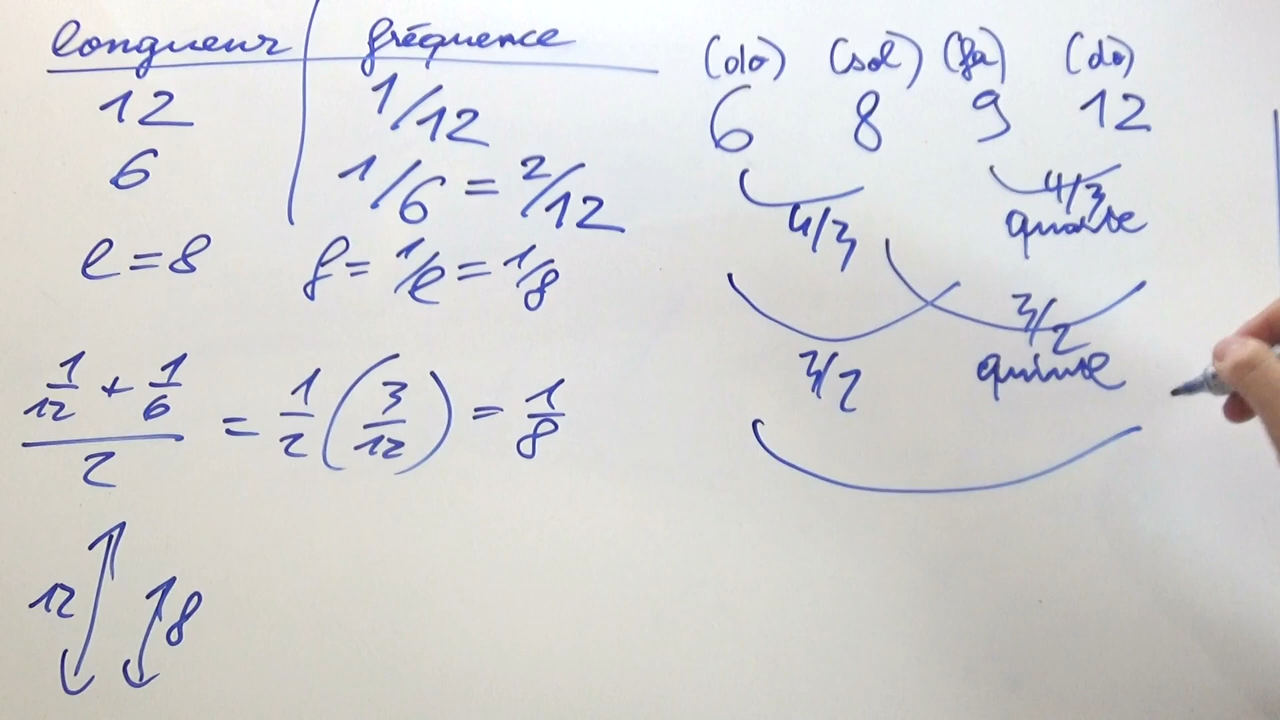 longueur fréquence
12 1/12
6 1/6 = 2/12
l = 8 f = 1/l = 1/8
1/12 + 1/6 / 2 = 1/2 (3/12) = 1/8
12 8
(do) (sol) (fa) (do)
6 8 9 12
4/3 4/3
quarte
3/2 3/2
quinte